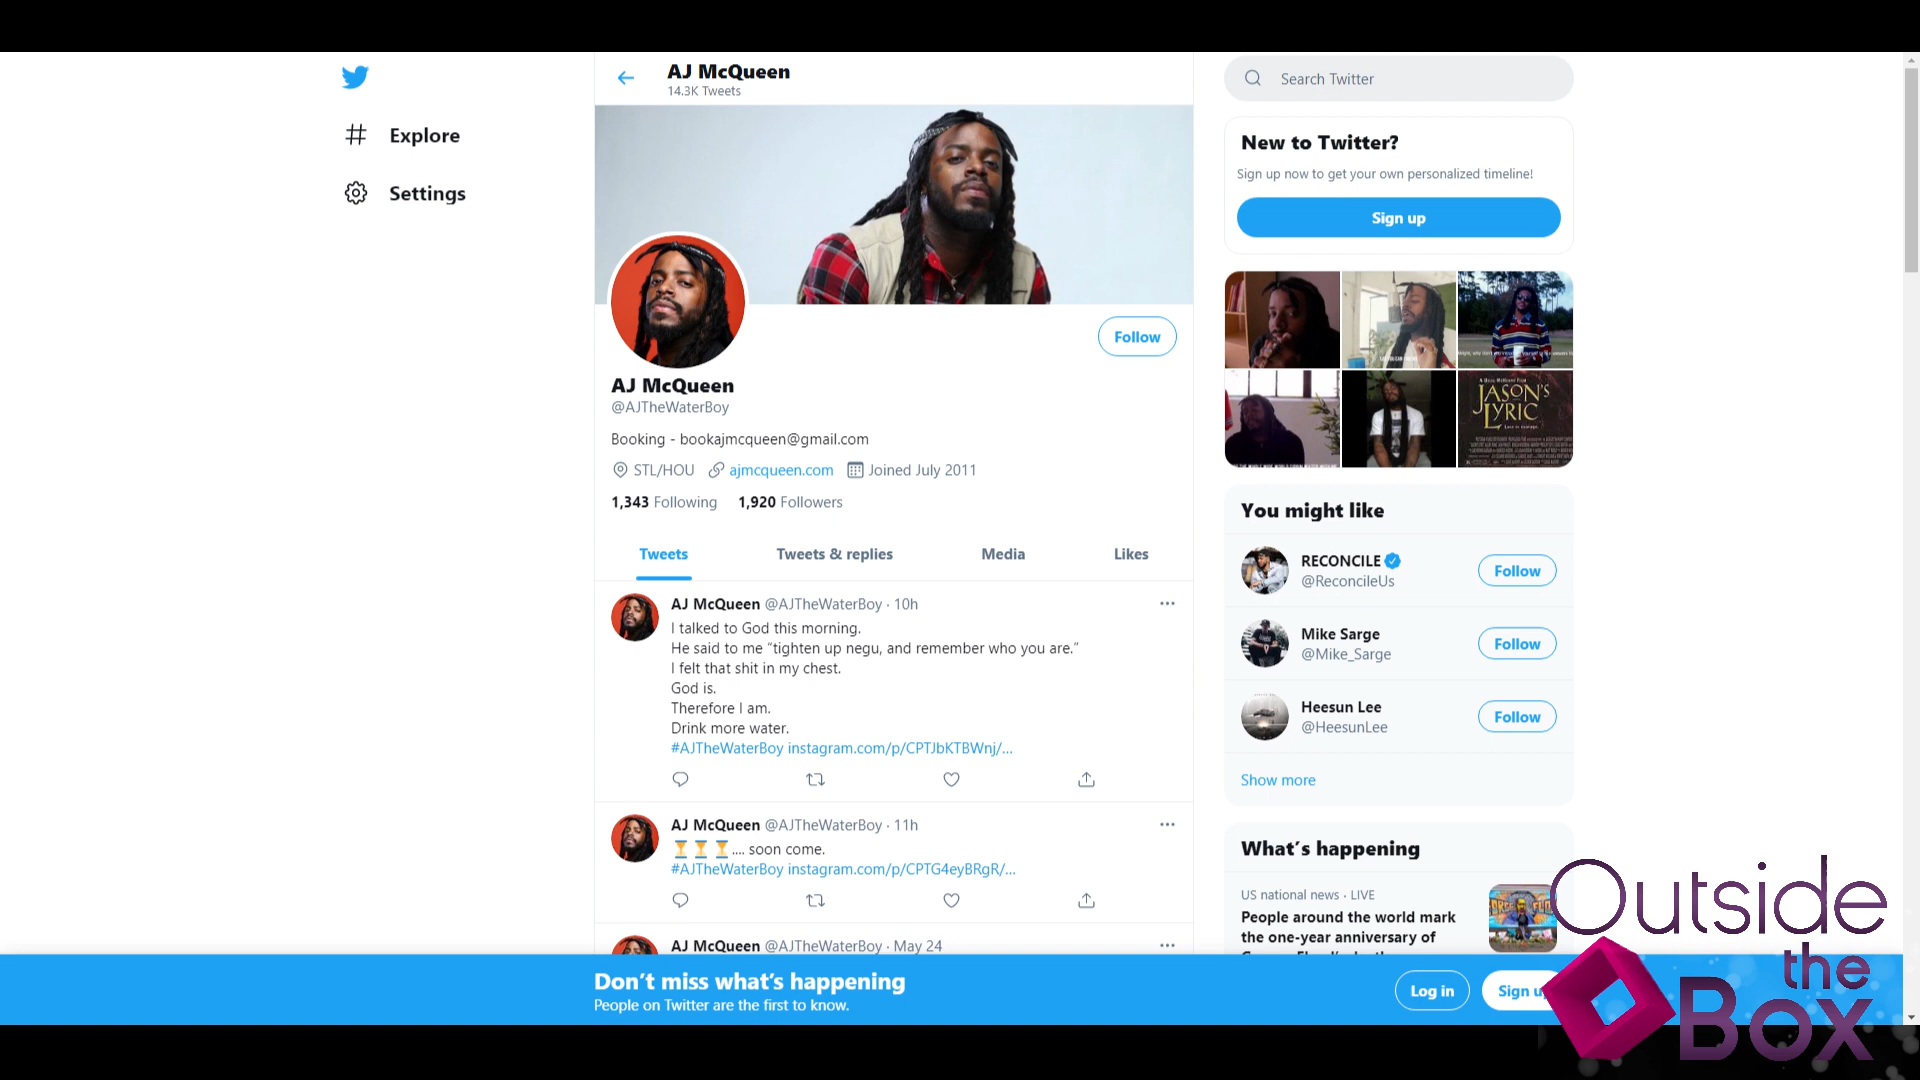 AJ McQueen
14.3K Tweets
Explore
Settings
Follow
AJ McQueen
@AJTheWaterBoy
Booking - bookajmcqueen@gmail.com
STL/HOU ajmcqueen.com Joined July 2011
1,343 Following 1,920 Followers
Tweets Tweets & replies Media Likes
AJ McQueen @AJTheWaterBoy · 10h
I talked to God this morning.
He said to me “tighten up negu, and remember who you are.”
I felt that shit in my chest.
God is.
Therefore I am.
Drink more water.
#AJTheWaterBoy instagram.com/p/CPTJbKTBWnj/...
AJ McQueen @AJTheWaterBoy · 11h
.... soon come.
#AJTheWaterBoy instagram.com/p/CPTG4eyBRgR/...
AJ McQueen @AJTheWaterBoy · May 24
Search Twitter
New to Twitter?
Sign up now to get your own personalized timeline!
Sign up
JASON'S
LYRIC
You might like
RECONCILE
@ReconcileUs
Follow
Mike Sarge
@Mike_Sarge
Follow
Heesun Lee
@HeesunLee
Follow
Show more
What’s happening
US national news · LIVE
People around the world mark
the one-year anniversary of
Don’t miss what’s happening
People on Twitter are the first to know.
Log in
Sign u
Outside
the
Box